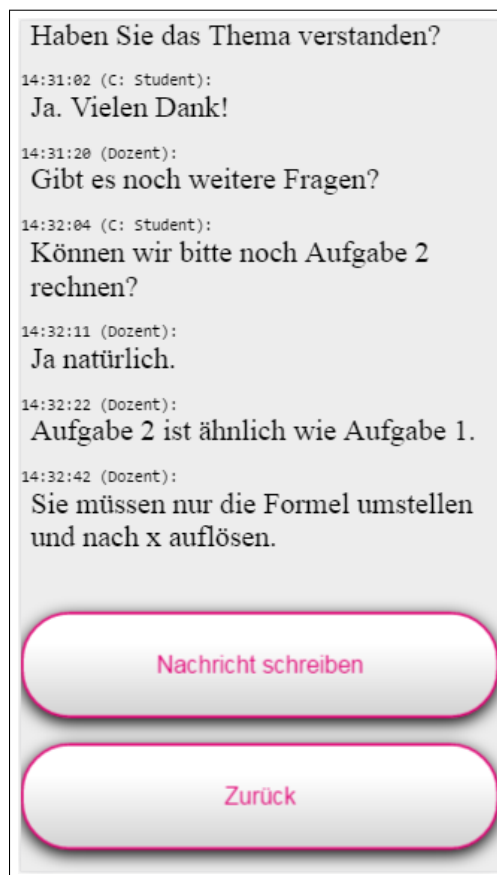 Haben Sie das Thema verstanden?
14:31:02 (C: Student):
Ja. Vielen Dank!
14:31:20 (Dozent):
Gibt es noch weitere Fragen?
14:32:04 (C: Student):
Können wir bitte noch Aufgabe 2
rechnen?
14:32:11 (Dozent):
Ja natürlich.
14:32:22 (Dozent):
Aufgabe 2 ist ähnlich wie Aufgabe 1.
14:32:42 (Dozent):
Sie müssen nur die Formel umstellen
und nach x auflösen.
Nachricht schreiben
Zurück